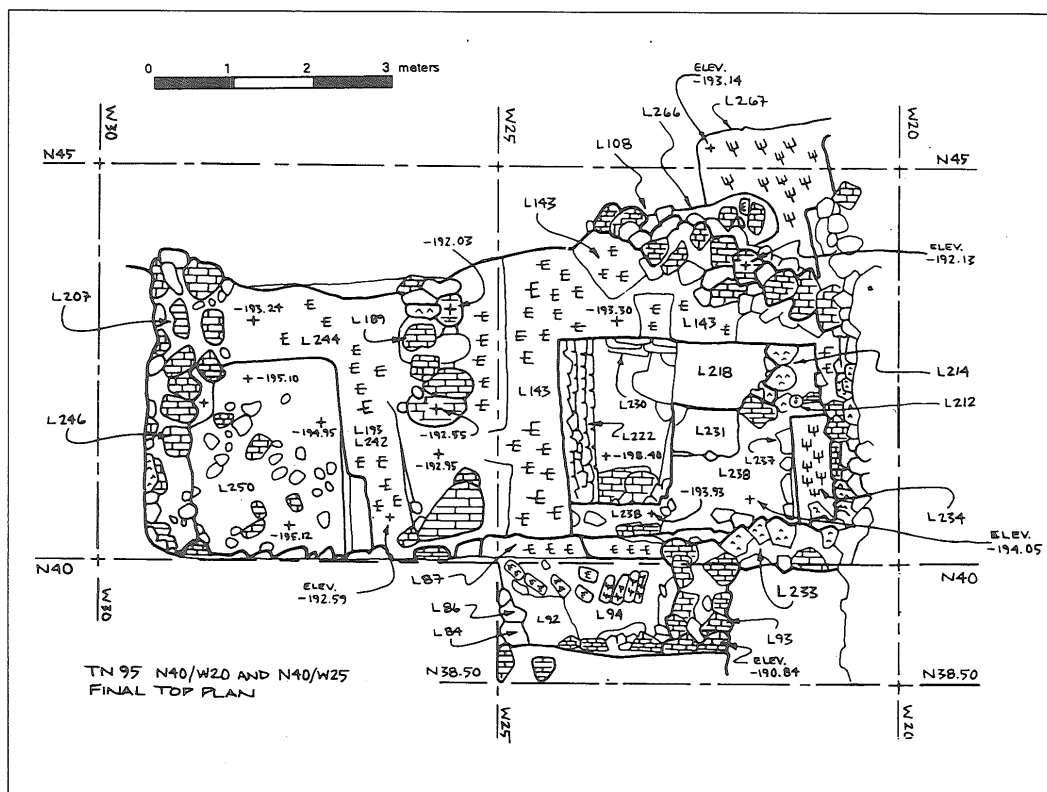 0 1 2 3 meters
ELEV.
-193.14
L267
W30
W25
W20
L266
L108
N45
N45
L143
-192.03
ELEV.
-192.13
L207
-193.24
L189
-193.30
L143
L244
L218
L214
-195.10
L143
L230
L212
L246
-194.95
L193
L242
-192.55
L222
L231
L237
-192.95
-198.40
L238
L250
-193.93
L238
L234
-195.12
ELEV.
-194.05
N40
N40
ELEV.
-192.59
L87
L233
W30
L86
L92
L94
L84
L93
ELEV.
-190.84
TN 95 N40/W20 AND N40/W25
FINAL TOP PLAN
N38.50
N38.50
W25
W20